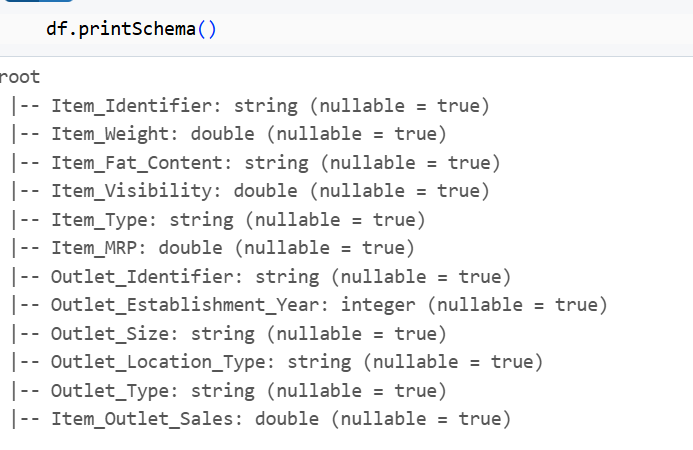 df.printSchema()
root
|-- Item_Identifier: string (nullable = true)
|-- Item_Weight: double (nullable = true)
|-- Item_Fat_Content: string (nullable = true)
|-- Item_Visibility: double (nullable = true)
|-- Item_Type: string (nullable = true)
|-- Item_MRP: double (nullable = true)
|-- Outlet_Identifier: string (nullable = true)
|-- Outlet_Establishment_Year: integer (nullable = true)
|-- Outlet_Size: string (nullable = true)
|-- Outlet_Location_Type: string (nullable = true)
|-- Outlet_Type: string (nullable = true)
|-- Item_Outlet_Sales: double (nullable = true)